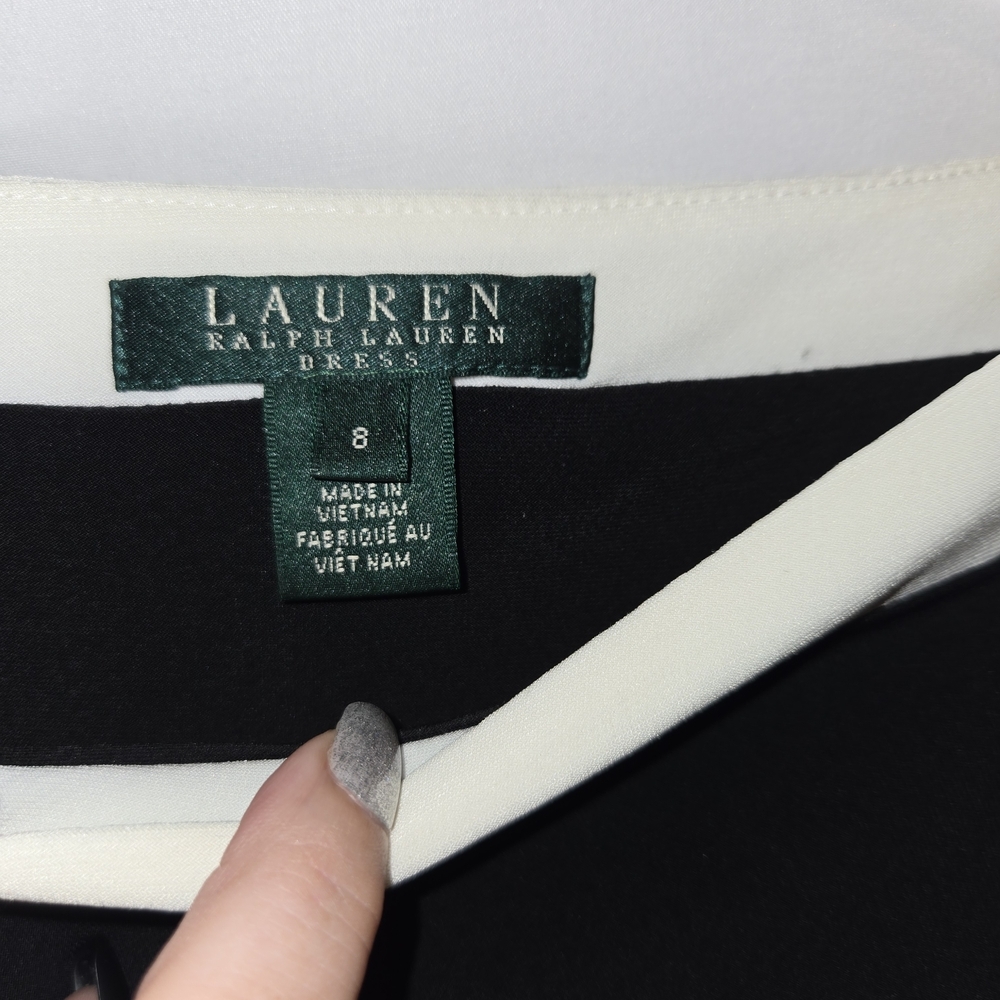 LAUREN
RALPH LAUREN
DRESS
8
MADE IN
VIETNAM
FABRIQUÉ AU
VIÊT NAM